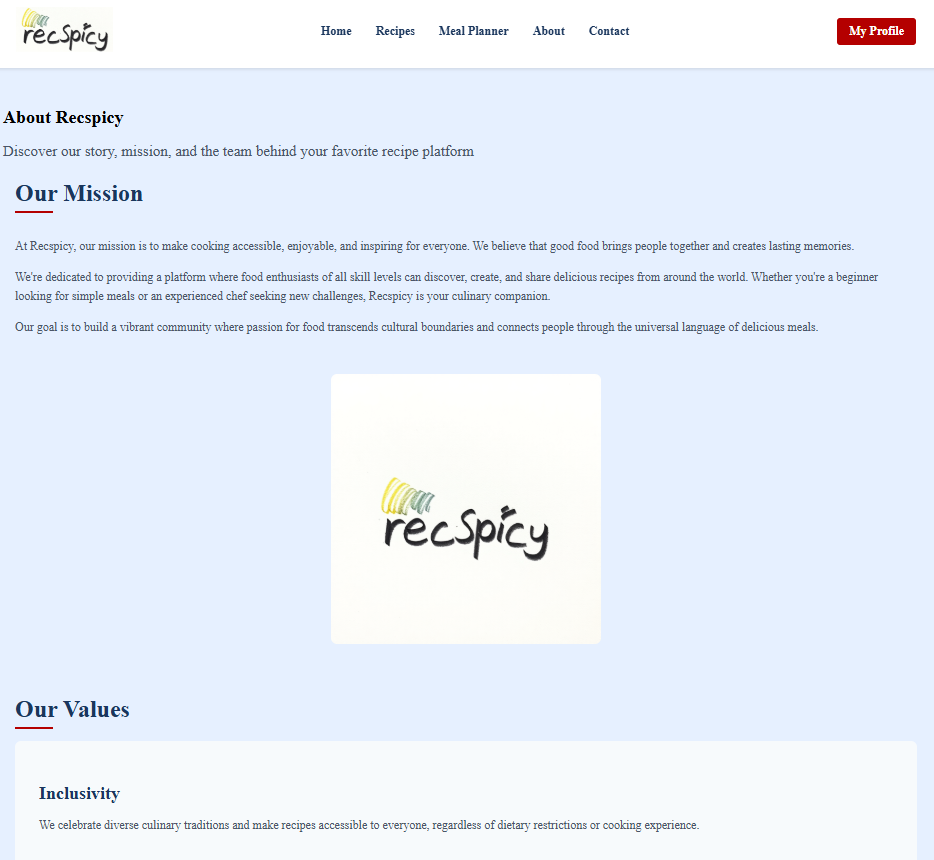 recSpicy
Home Recipes Meal Planner About Contact
My Profile
About Recspicy
Discover our story, mission, and the team behind your favorite recipe platform
Our Mission
At Recspicy, our mission is to make cooking accessible, enjoyable, and inspiring for everyone. We believe that good food brings people together and creates lasting memories.
We're dedicated to providing a platform where food enthusiasts of all skill levels can discover, create, and share delicious recipes from around the world. Whether you're a beginner
looking for simple meals or an experienced chef seeking new challenges, Recspicy is your culinary companion.
Our goal is to build a vibrant community where passion for food transcends cultural boundaries and connects people through the universal language of delicious meals.
recSpicy
Our Values
Inclusivity
We celebrate diverse culinary traditions and make recipes accessible to everyone, regardless of dietary restrictions or cooking experience.